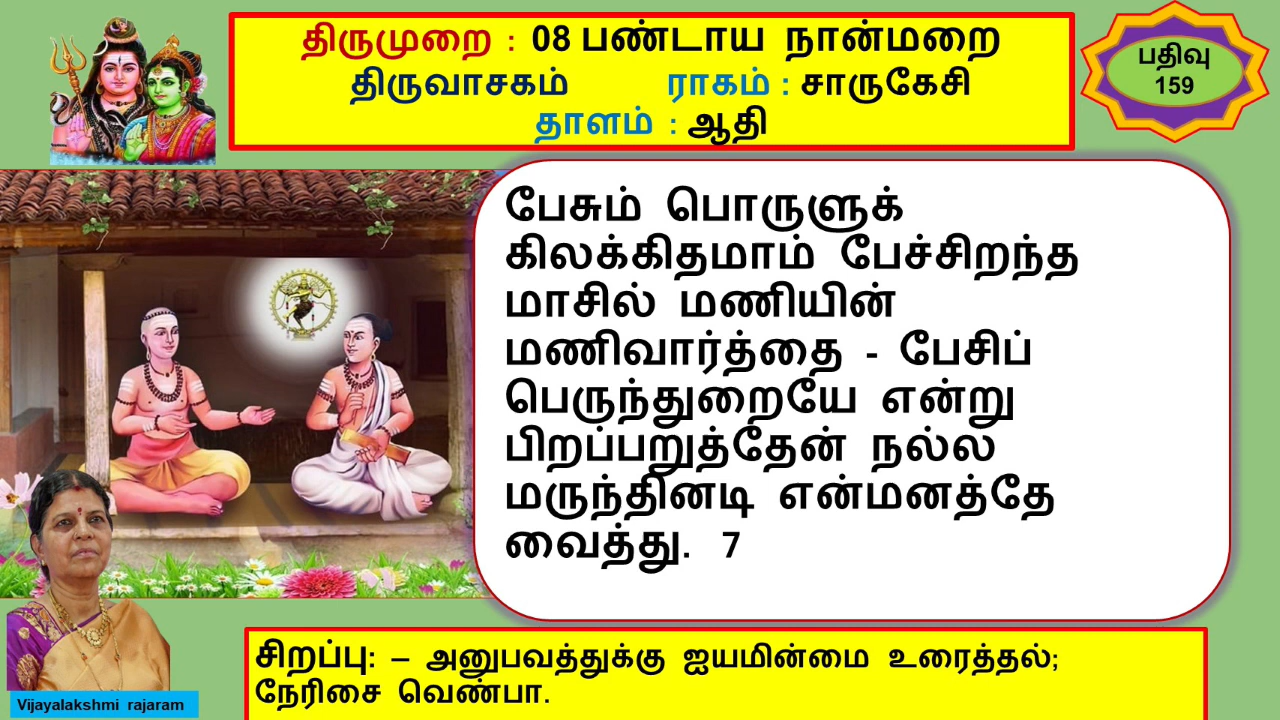 திருமுறை : 08 பண்டாய நான்மறை
திருவாசகம் ராகம் : சாருகேசி
தாளம் : ஆதி
பதிவு
159
பேசும் பொருளுக்
கிலக்கிதமாம் பேச்சிறந்த
மாசில் மணியின்
மணிவார்த்தை - பேசிப்
பெருந்துறையே என்று
பிறப்பறுத்தேன் நல்ல
மருந்தினடி என்மனத்தே
வைத்து. 7
சிறப்பு: – அனுபவத்துக்கு ஐயமின்மை உரைத்தல்;
நேரிசை வெண்பா.
Vijayalakshmi rajaram